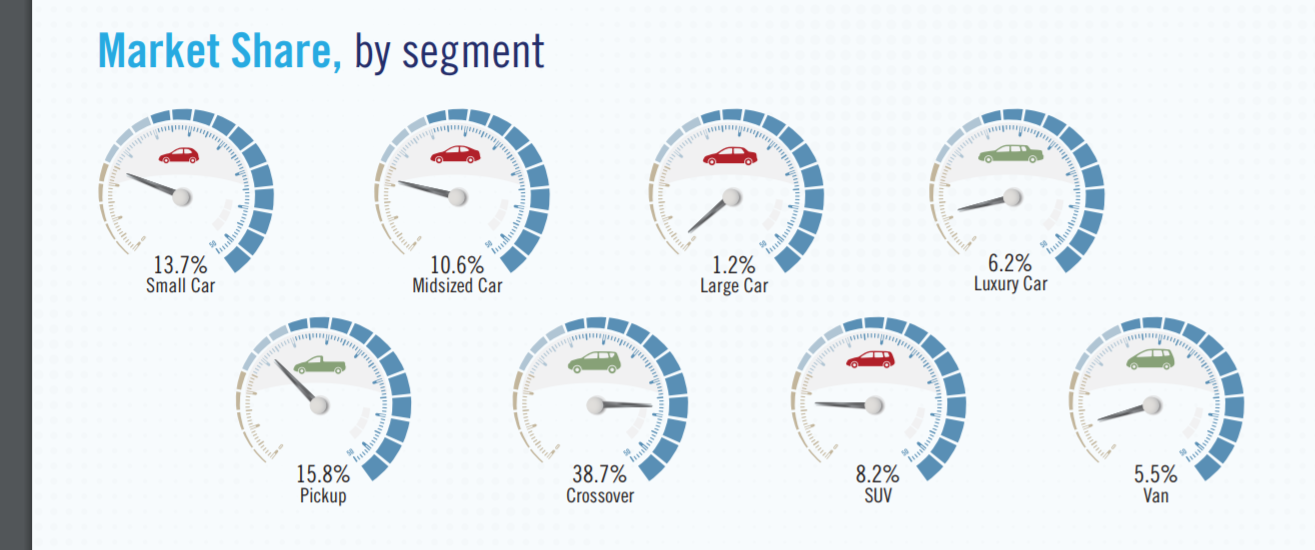 Market Share, by segment
13.7%
Small Car
10.6%
Midsized Car
1.2%
Large Car
6.2%
Luxury Car
15.8%
Pickup
38.7%
Crossover
8.2%
SUV
5.5%
Van